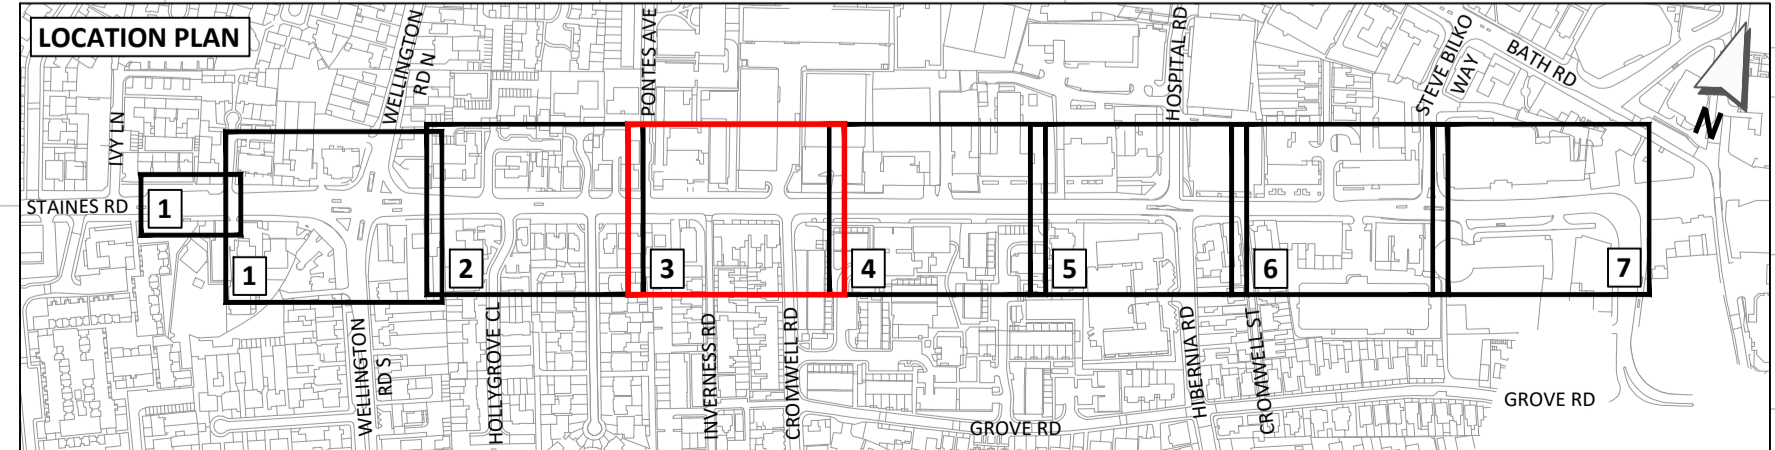 LOCATION PLAN
IVY LN
WELLINGTON
RD N
PONTES AVE
HOSPITAL RD
STEVE BILKO
WAY
BATH RD
N
STAINES RD
1
1
2
3
4
5
6
7
WELLINGTON
RD S
HOLLYGROVE CL
INVERNESS RD
CROMWELL RD
GROVE RD
HIBERNIA RD
CROMWELL ST
GROVE RD